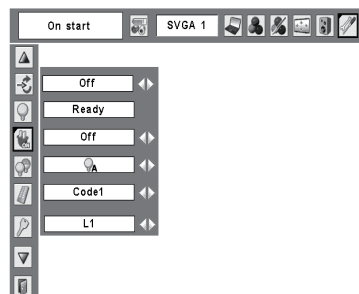 On start SVGA 1
Off
Ready
Off
A
Code1
L1